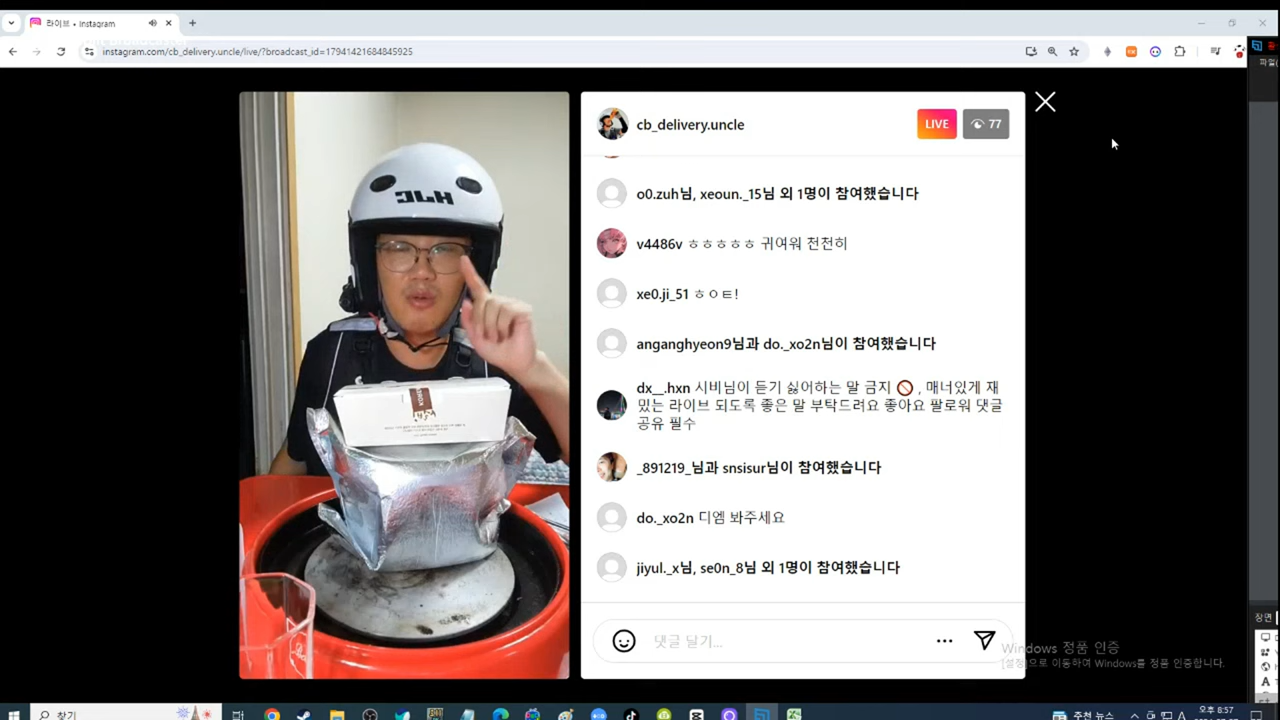 라이브 • Instagram
instagram.com/cb_delivery.uncle/live/?broadcast_id=17941421684845925
파일(
cb_delivery.uncle
LIVE
77
o0.zuh님, xeoun._15님 외 1명이 참여했습니다
v4486v ㅎㅎㅎㅎㅎ 귀여워 천천히
xe0.ji_51 ㅎㅇㅌ!
anganghyeon9님과 do._xo2n님이 참여했습니다
dx__.hxn 시비님이 듣기 싫어하는 말 금지 🚫 , 매너있게 재
밌는 라이브 되도록 좋은 말 부탁드려요 좋아요 팔로워 댓글
공유 필수
_891219_님과 snsisur님이 참여했습니다
do._xo2n 디엠 봐주세요
jiyul._x님, se0n_8님 외 1명이 참여했습니다
댓글 달기...
Windows 정품 인증
[설정]으로 이동하여 Windows를 정품 인증합니다.
장면
찾기
추천 뉴스
오후 8:57